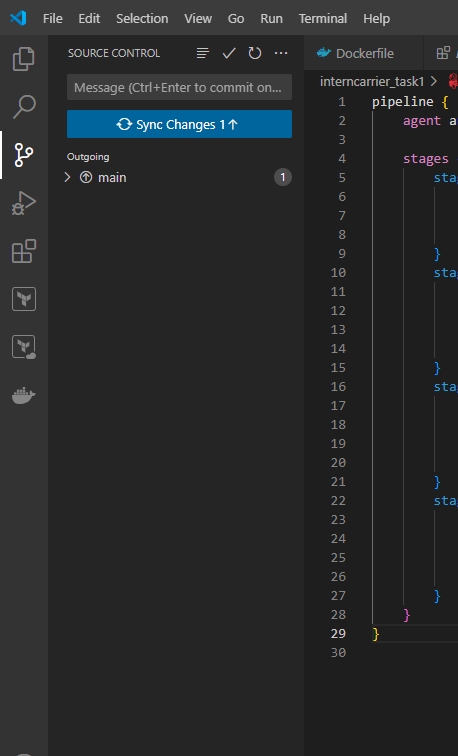 File Edit Selection View Go Run Terminal Help
SOURCE CONTROL
Dockerfile
Message (Ctrl+Enter to commit on...
interncarrier_task1 >
Sync Changes 1↑
Outgoing
main 1
1 pipeline {
2 agent a
3
4 stages
5 sta
6
7
8
9 }
10 sta
11
12
13
14
15 }
16 sta
17
18
19
20
21 }
22 sta
23
24
25
26
27 }
28 }
29 }
30